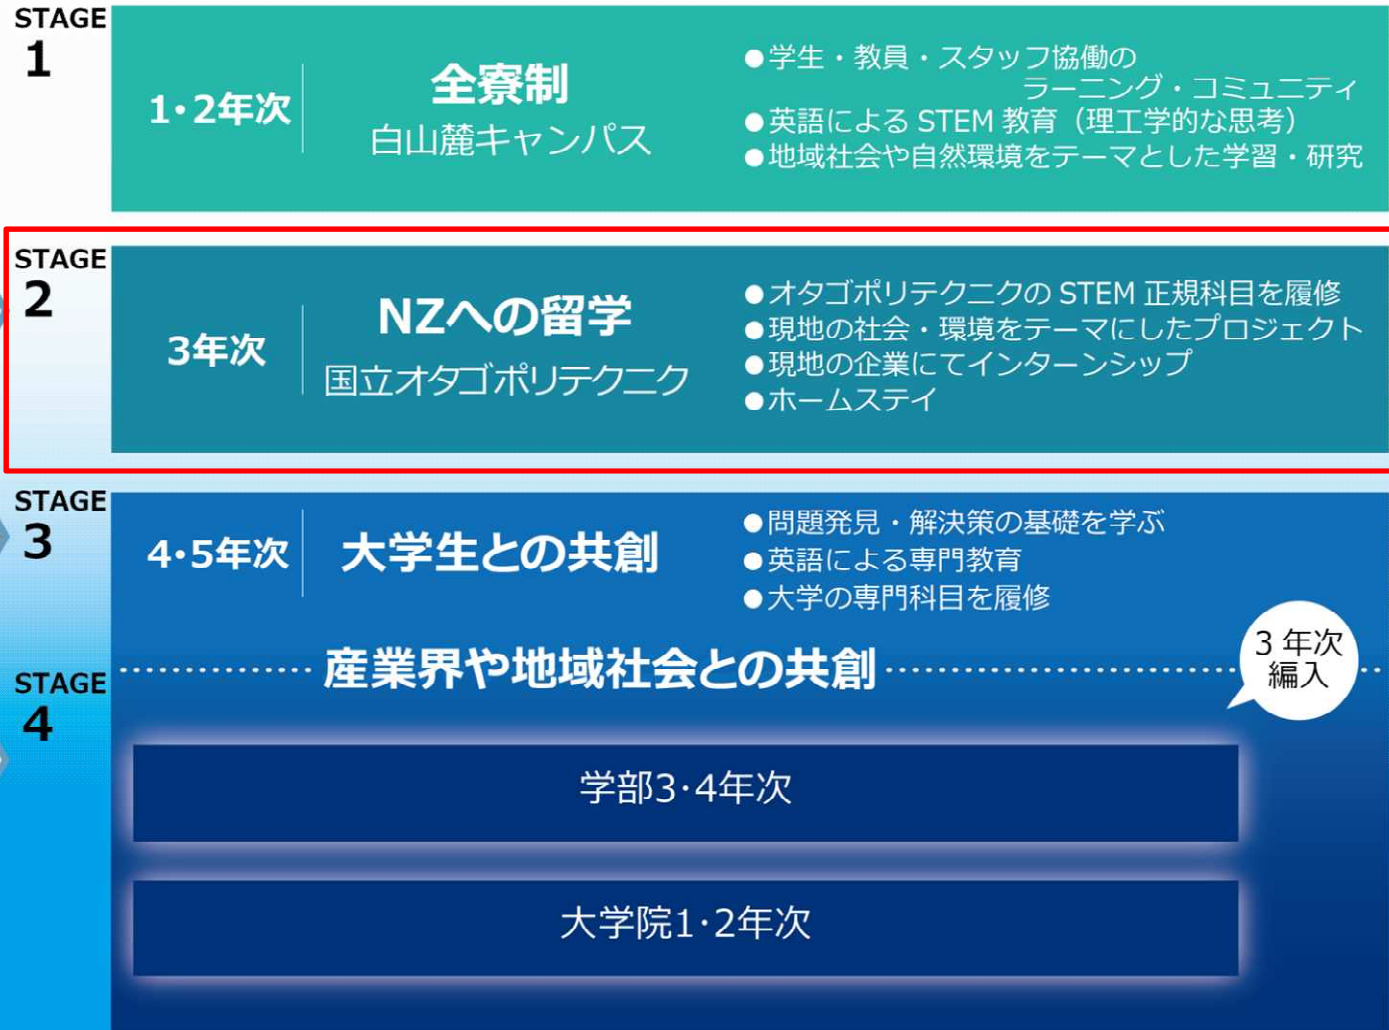 STAGE
1
1・2年次
全寮制
白山麓キャンパス
●学生・教員・スタッフ協働の
ラーニング・コミュニティ
●英語による STEM 教育（理工学的な思考）
●地域社会や自然環境をテーマとした学習・研究
STAGE
2
3年次
NZへの留学
国立オタゴポリテクニク
●オタゴポリテクニクの STEM 正規科目を履修
●現地の社会・環境をテーマにしたプロジェクト
●現地の企業にてインターンシップ
●ホームステイ
STAGE
3
4・5年次
大学生との共創
●問題発見・解決策の基礎を学ぶ
●英語による専門教育
●大学の専門科目を履修
3 年次
編入
STAGE
4
産業界や地域社会との共創
学部3・4年次
大学院1・2年次